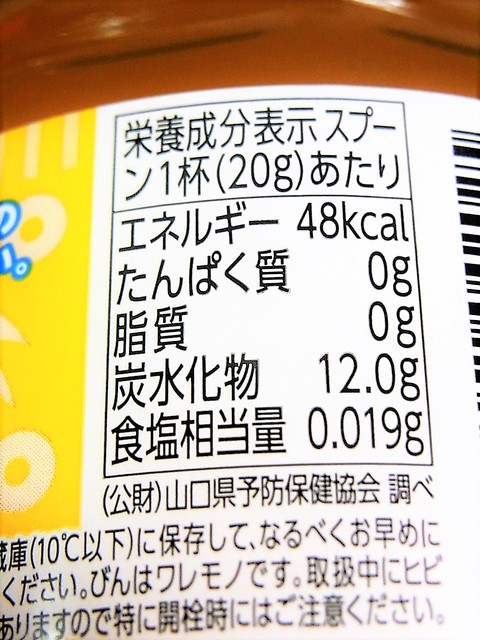 栄養成分表示 スプー
ン1杯(20g)あたり
エネルギー 48kcal
たんぱく質 0g
脂質 0g
炭水化物 12.0g
食塩相当量 0.019g
(公財)山口県予防保健協会 調べ
蔵庫(10℃以下)に保存して、なるべくお早めに
ください。びんはワレモノです。取扱中にヒビ
ありますので特に開栓時にはご注意ください。